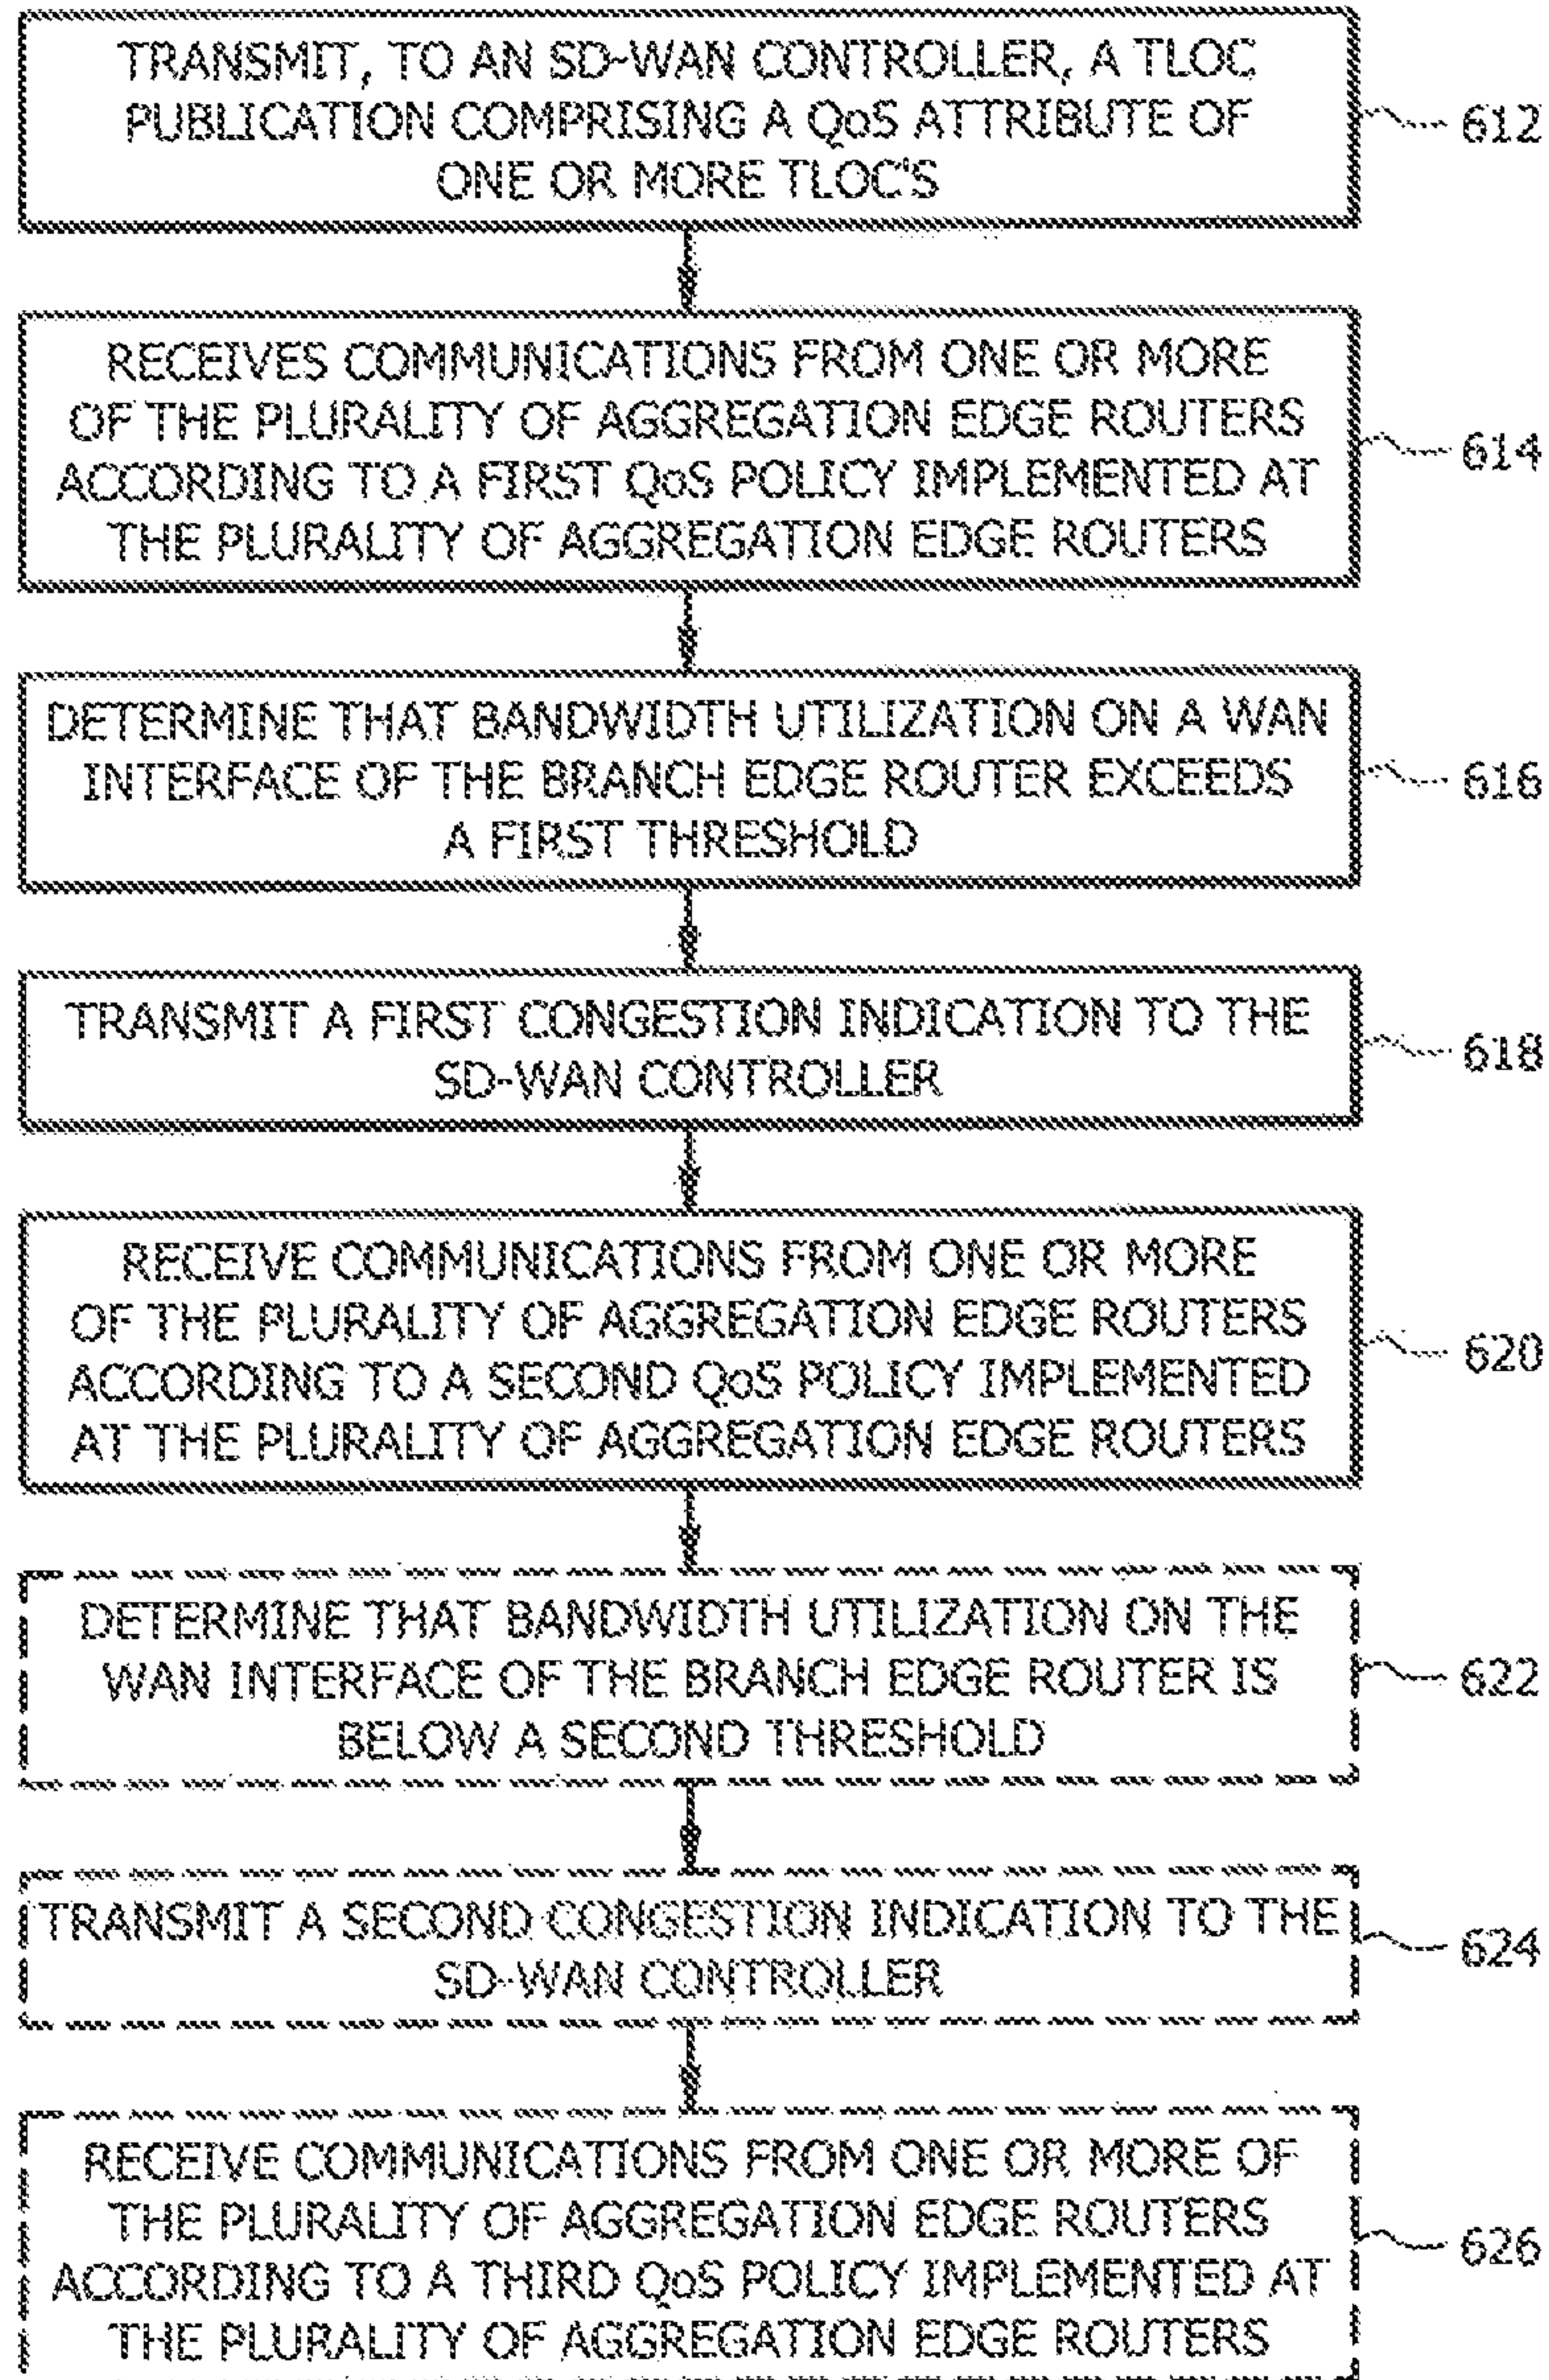 TRANSMIT, TO AN SD-WAN CONTROLLER, A TLOC
PUBLICATION COMPRISING A QoS ATTRIBUTE OF
ONE OR MORE TLOC'S
612
RECEIVES COMMUNICATIONS FROM ONE OR MORE
OF THE PLURALITY OF AGGREGATION EDGE ROUTERS
ACCORDING TO A FIRST QoS POLICY IMPLEMENTED AT
THE PLURALITY OF AGGREGATION EDGE ROUTERS
614
DETERMINE THAT BANDWIDTH UTILIZATION ON A WAN
INTERFACE OF THE BRANCH EDGE ROUTER EXCEEDS
A FIRST THRESHOLD
616
TRANSMIT A FIRST CONGESTION INDICATION TO THE
SD-WAN CONTROLLER
618
RECEIVE COMMUNICATIONS FROM ONE OR MORE
OF THE PLURALITY OF AGGREGATION EDGE ROUTERS
ACCORDING TO A SECOND QoS POLICY IMPLEMENTED
AT THE PLURALITY OF AGGREGATION EDGE ROUTERS
620
DETERMINE THAT BANDWIDTH UTILIZATION ON THE
WAN INTERFACE OF THE BRANCH EDGE ROUTER IS
BELOW A SECOND THRESHOLD
622
TRANSMIT A SECOND CONGESTION INDICATION TO THE
SD-WAN CONTROLLER
624
RECEIVE COMMUNICATIONS FROM ONE OR MORE OF
THE PLURALITY OF AGGREGATION EDGE ROUTERS
ACCORDING TO A THIRD QoS POLICY IMPLEMENTED AT
THE PLURALITY OF AGGREGATION EDGE ROUTERS
626